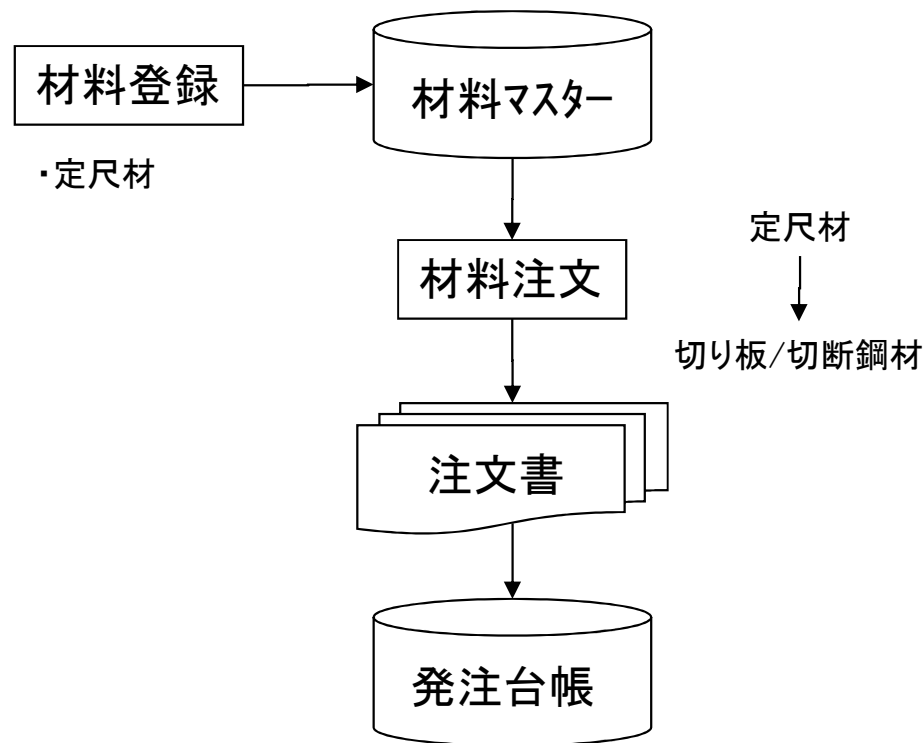 材料登録
材料マスター
・定尺材
定尺材
材料注文
切り板/切断鋼材
注文書
発注台帳